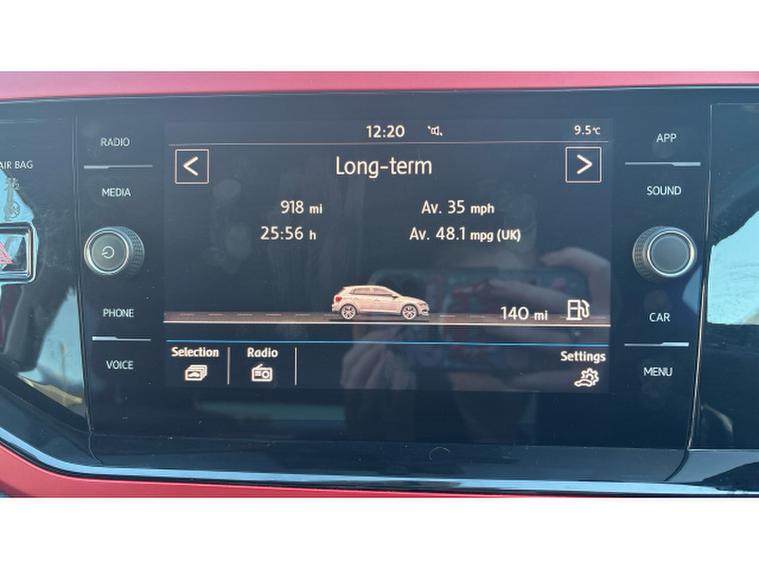 12:20
9.5°C
Long-term
918 mi
Av. 35 mph
25:56 h
Av. 48.1 mpg (UK)
140 mi
Selection
Radio
Settings
AIR BAG
RADIO
MEDIA
PHONE
VOICE
APP
SOUND
CAR
MENU